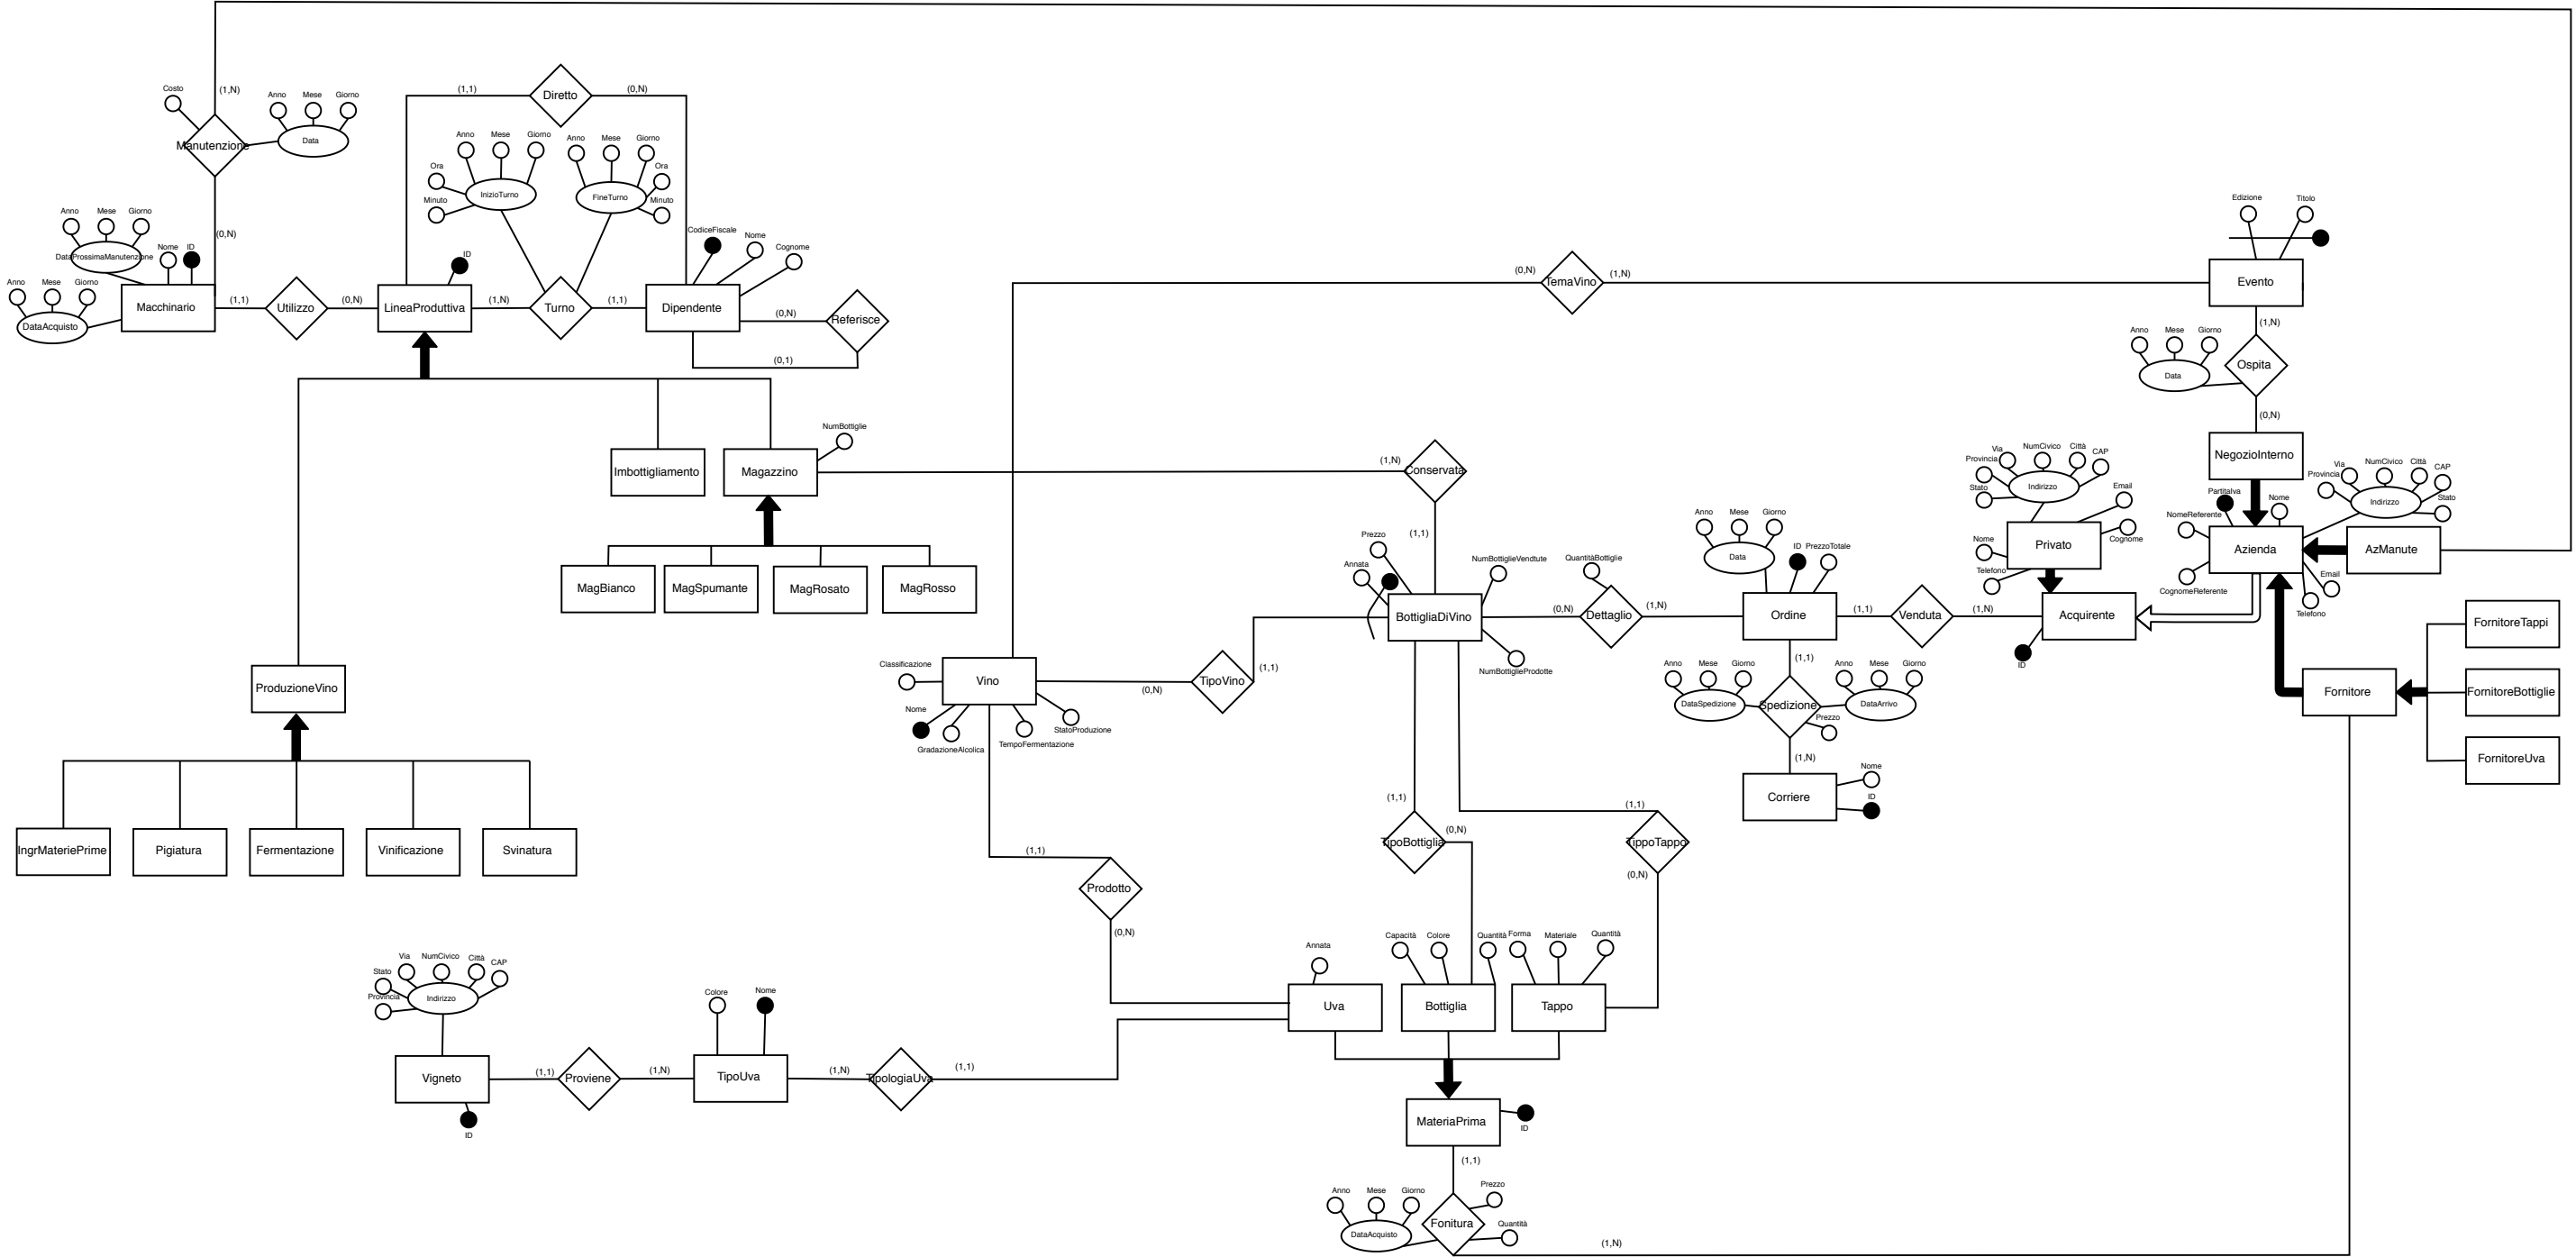 Costo
(1,N)
Anno Mese Giorno
Data
Manutenzione
(1,1)
Diretto
(0,N)
Anno Mese Giorno
Ora
Minuto
InizioTurno
Anno Mese Giorno
Ora
Minuto
FineTurno
Anno Mese Giorno
DataProssimaManutenzione
Nome ID
(0,N)
Anno Mese Giorno
DataAcquisto
Macchinario
(1,1)
Utilizzo
(0,N)
LineaProduttiva
ID
(1,N)
Turno
(1,1)
CodiceFiscale
Nome
Cognome
Dipendente
(0,N)
Referisce
(0,1)
(0,N)
TemaVino
(1,N)
Edizione
Titolo
Evento
(1,N)
Anno Mese Giorno
Data
Ospita
(0,N)
NegozioInterno
Imbottigliamento
Magazzino
NumBottiglie
(1,N)
Conservata
(1,1)
MagBianco
MagSpumante
MagRosato
MagRosso
Prezzo
Annata
BottigliaDiVino
NumBottiglieVendtute
NumBottiglieProdotte
(0,N)
QuantitàBottiglie
Dettaglio
(1,N)
Anno Mese Giorno
Data
ID PrezzoTotale
Ordine
(1,1)
Venduta
(1,N)
Via
NumCivico
Città
CAP
Provincia
Stato
Indirizzo
Email
Cognome
Nome
Telefono
Privato
Acquirente
ID
PartitaIva
Nome
NomeReferente
CognomeReferente
Azienda
Via
NumCivico
Città
CAP
Provincia
Stato
Indirizzo
AzManute
Email
Telefono
FornitoreTappi
Fornitore
FornitoreBottiglie
FornitoreUva
ProduzioneVino
Classificazione
Vino
Nome
GradazioneAlcolica
TempoFermentazione
StatoProduzione
(0,N)
TipoVino
(1,1)
(1,1)
Anno Mese Giorno
DataSpedizione
Spedizione
Anno Mese Giorno
DataArrivo
Prezzo
(1,N)
Corriere
Nome
ID
IngrMateriePrime
Pigiatura
Fermentazione
Vinificazione
Svinatura
(1,1)
Prodotto
(0,N)
(1,1)
TipoBottiglia
(0,N)
(1,1)
TippoTappo
(0,N)
Annata
Uva
Capacità
Colore
Quantità
Bottiglia
Forma
Materiale
Quantità
Tappo
Via
NumCivico
Città
CAP
Stato
Provincia
Indirizzo
Vigneto
ID
(1,1)
Proviene
(1,N)
Colore
Nome
TipoUva
(1,N)
TipologiaUva
(1,1)
MateriaPrima
ID
(1,1)
Anno Mese Giorno
DataAcquisto
Fonitura
Prezzo
Quantità
(1,N)